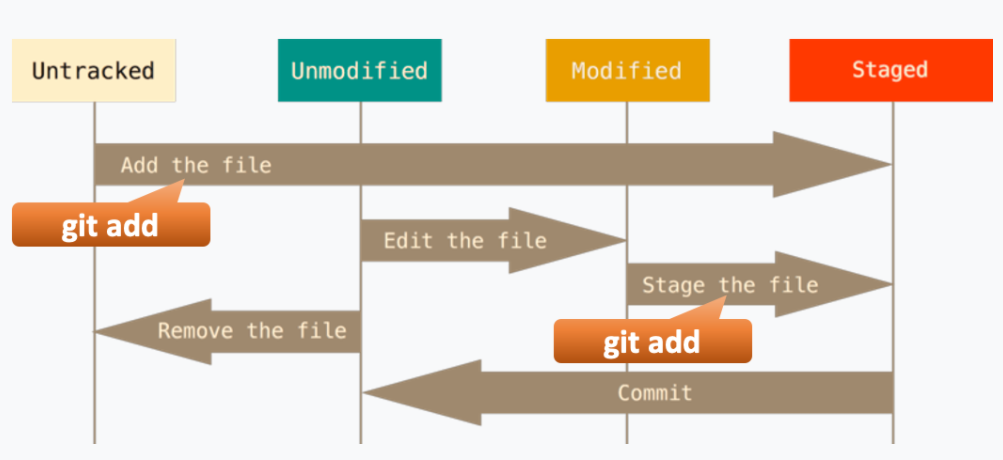 Untracked
Unmodified
Modified
Staged
Add the file
git add
Edit the file
Stage the file
Remove the file
git add
Commit